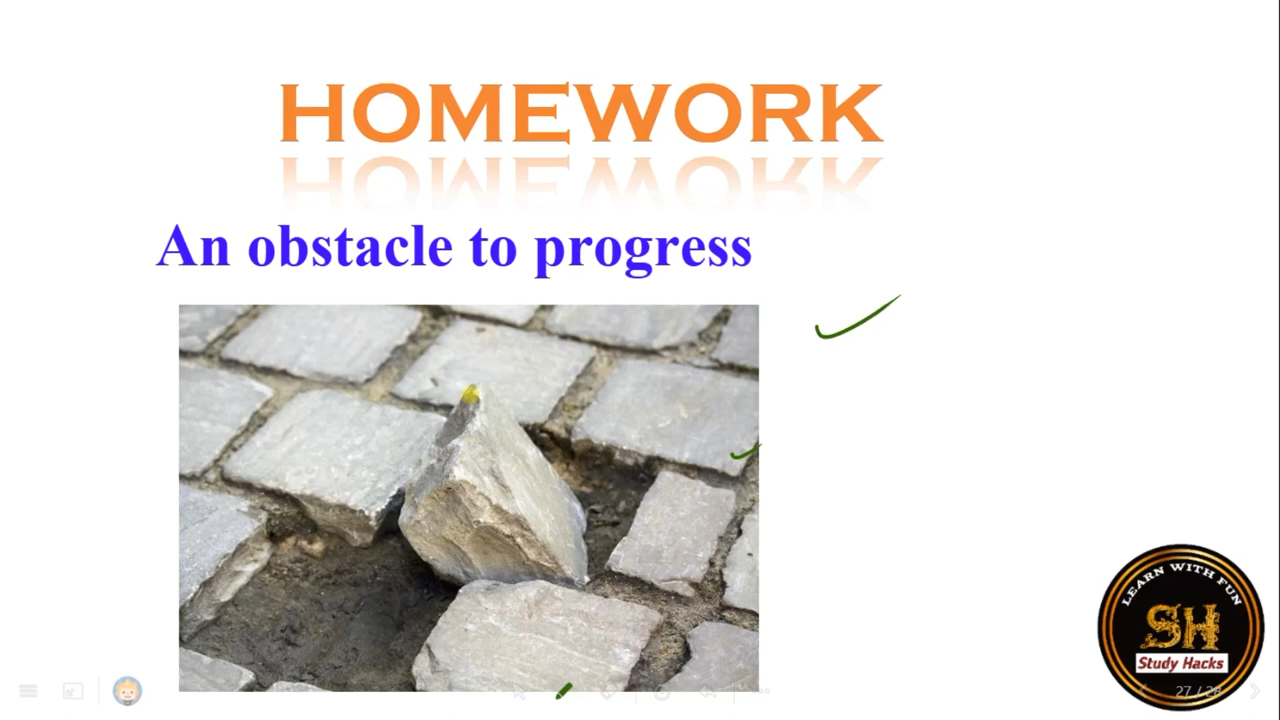 HOMEWORK
An obstacle to progress
LEARN WITH FUN
SH
Study Hacks